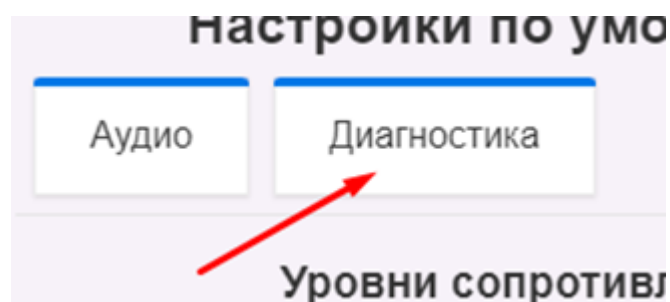 Настройки по умо
Аудио
Диагностика
Уровни сопротивл